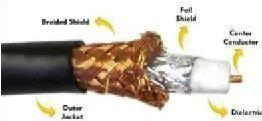 Braided Shield
Foil
Shield
Center
Conductor
Outer
Jacket
Dielectric